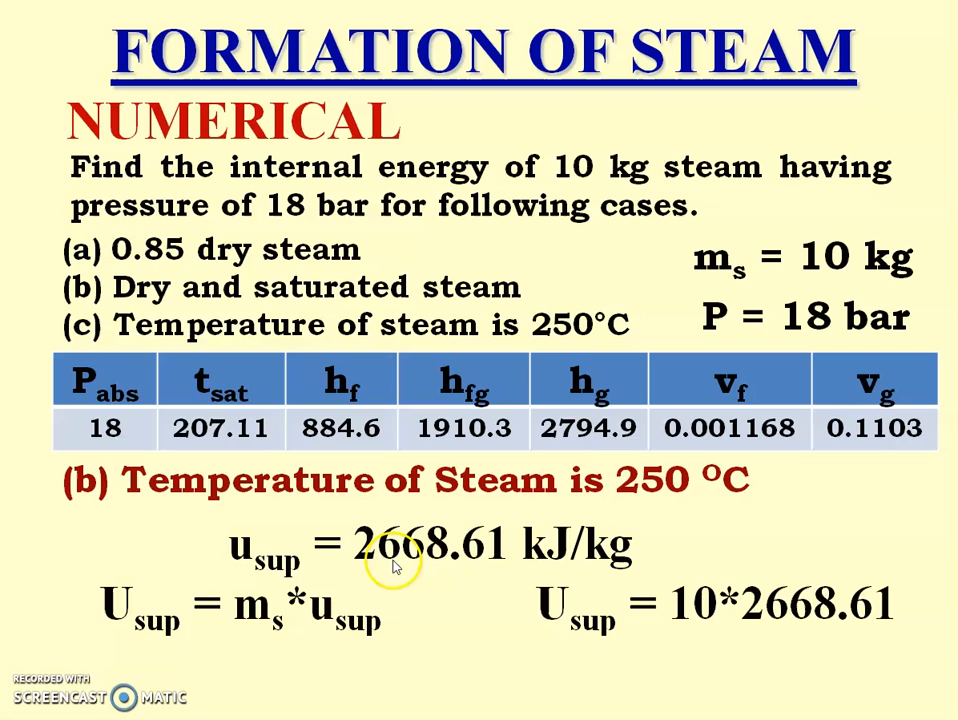 FORMATION OF STEAM
NUMERICAL
Find the internal energy of 10 kg steam having
pressure of 18 bar for following cases.
(a) 0.85 dry steam
(b) Dry and saturated steam
(c) Temperature of steam is 250°C
mₛ = 10 kg
P = 18 bar
P_abs t_sat h_f h_fg h_g v_f v_g
18 207.11 884.6 1910.3 2794.9 0.001168 0.1103
(b) Temperature of Steam is 250 ᴼC
u_sup = 2668.61 kJ/kg
U_sup = mₛ*u_sup U_sup = 10*2668.61
RECORDED WITH
SCREENCAST MATIC